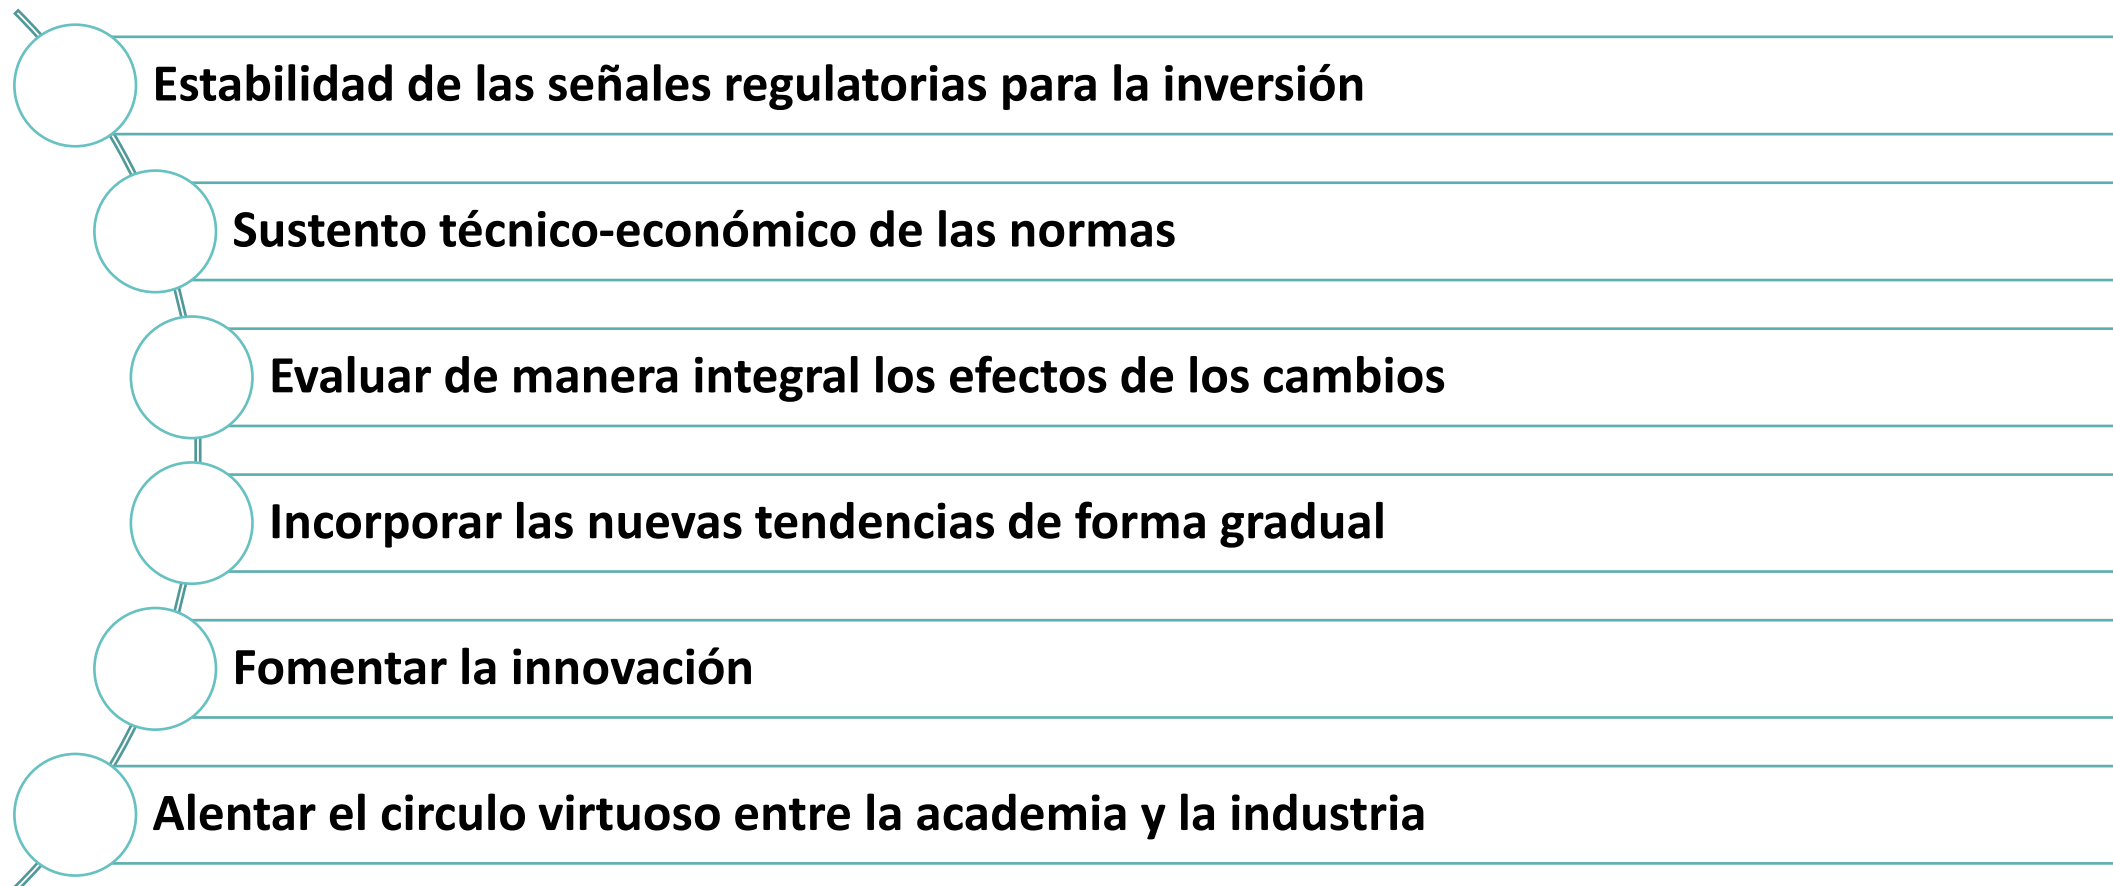 Estabilidad de las señales regulatorias para la inversión
Sustento técnico-económico de las normas
Evaluar de manera integral los efectos de los cambios
Incorporar las nuevas tendencias de forma gradual
Fomentar la innovación
Alentar el circulo virtuoso entre la academia y la industria